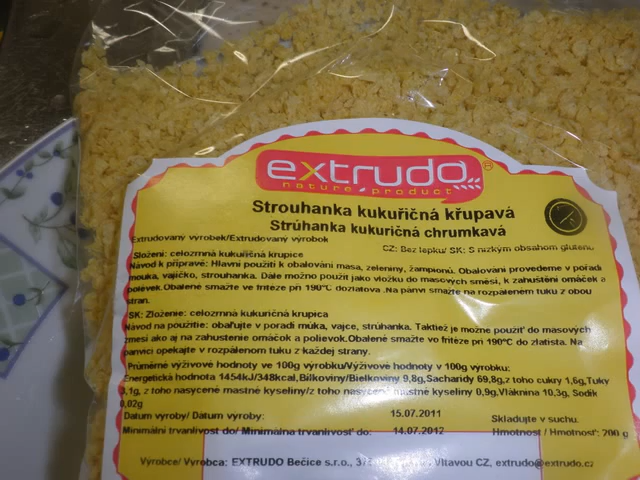 extrudo ®
nature product
Strouhanka kukuřičná křupavá
Strúhanka kukuričná chrumkavá
Extrudovaný výrobek/Extrudovaný výrobok
CZ: Bez lepku/ SK: S nízkým obsahom gluténu
Složení: celozrnná kukuřičná krupice
Návod k přípravě: Hlavní použití k obalování masa, zeleniny, žampionů. Obalování provedeme v pořadí
mouka, vajíčko, strouhanka. Dále možno použít jako vložku do masových směsí, k zahuštění omáček a
polévek.Obalené smažte ve fritéze při 190°C dozlatova .Na pánvi smažte na rozpáleném tuku z obou
stran.
SK: Zloženie: celozrnná kukuričná krupica
Návod na použitie: obaľujte v poradí múka, vajce, strúhanka. Taktiež je možne použiť do masových
zmesí ako aj na zahustenie omáčok a polievok.Obalené smažte vo fritéze při 190°C do zlatista. Na
panvici opekajte v rozpálenom tuku z každej strany.
Průměrné výživové hodnoty ve 100g výrobku/Výživové hodnoty v 100g výrobku:
Energetická hodnota 1454kJ/348kcal,Bílkoviny/Bielkoviny 9,8g,Sacharidy 69,8g,z toho cukry 1,6g,Tuky
,1g, z toho nasycené mastné kyseliny/z toho nasycené mastné kyseliny 0,9g,Vláknina 10,3g, Sodík
0,02g
Datum výroby/ Dátum výroby: 15.07.2011 Skladujte v suchu.
Minimální trvanlivost do/ Minimálna trvanlivosť do: 14.07.2012 Hmotnost / Hmotnosť: 200 g
Výrobce/ Výrobca: EXTRUDO Bečice s.r.o., Vltavou CZ, extrudo@extrudo.cz